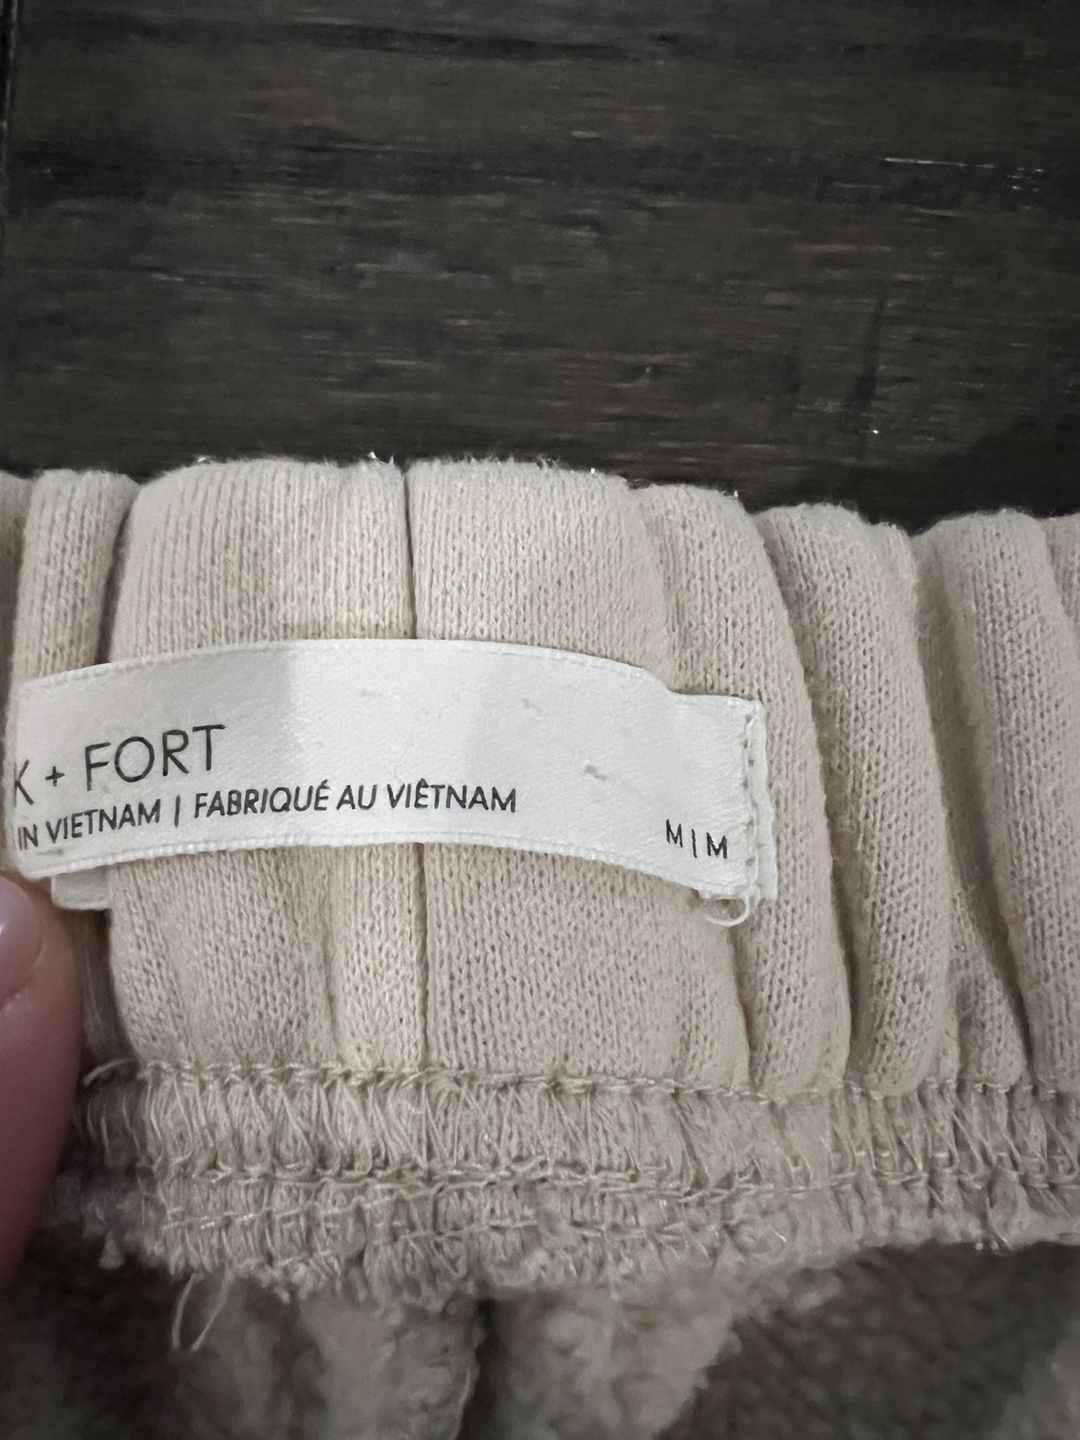 K + FORT
IN VIETNAM | FABRIQUÉ AU VIÊTNAM
M | M